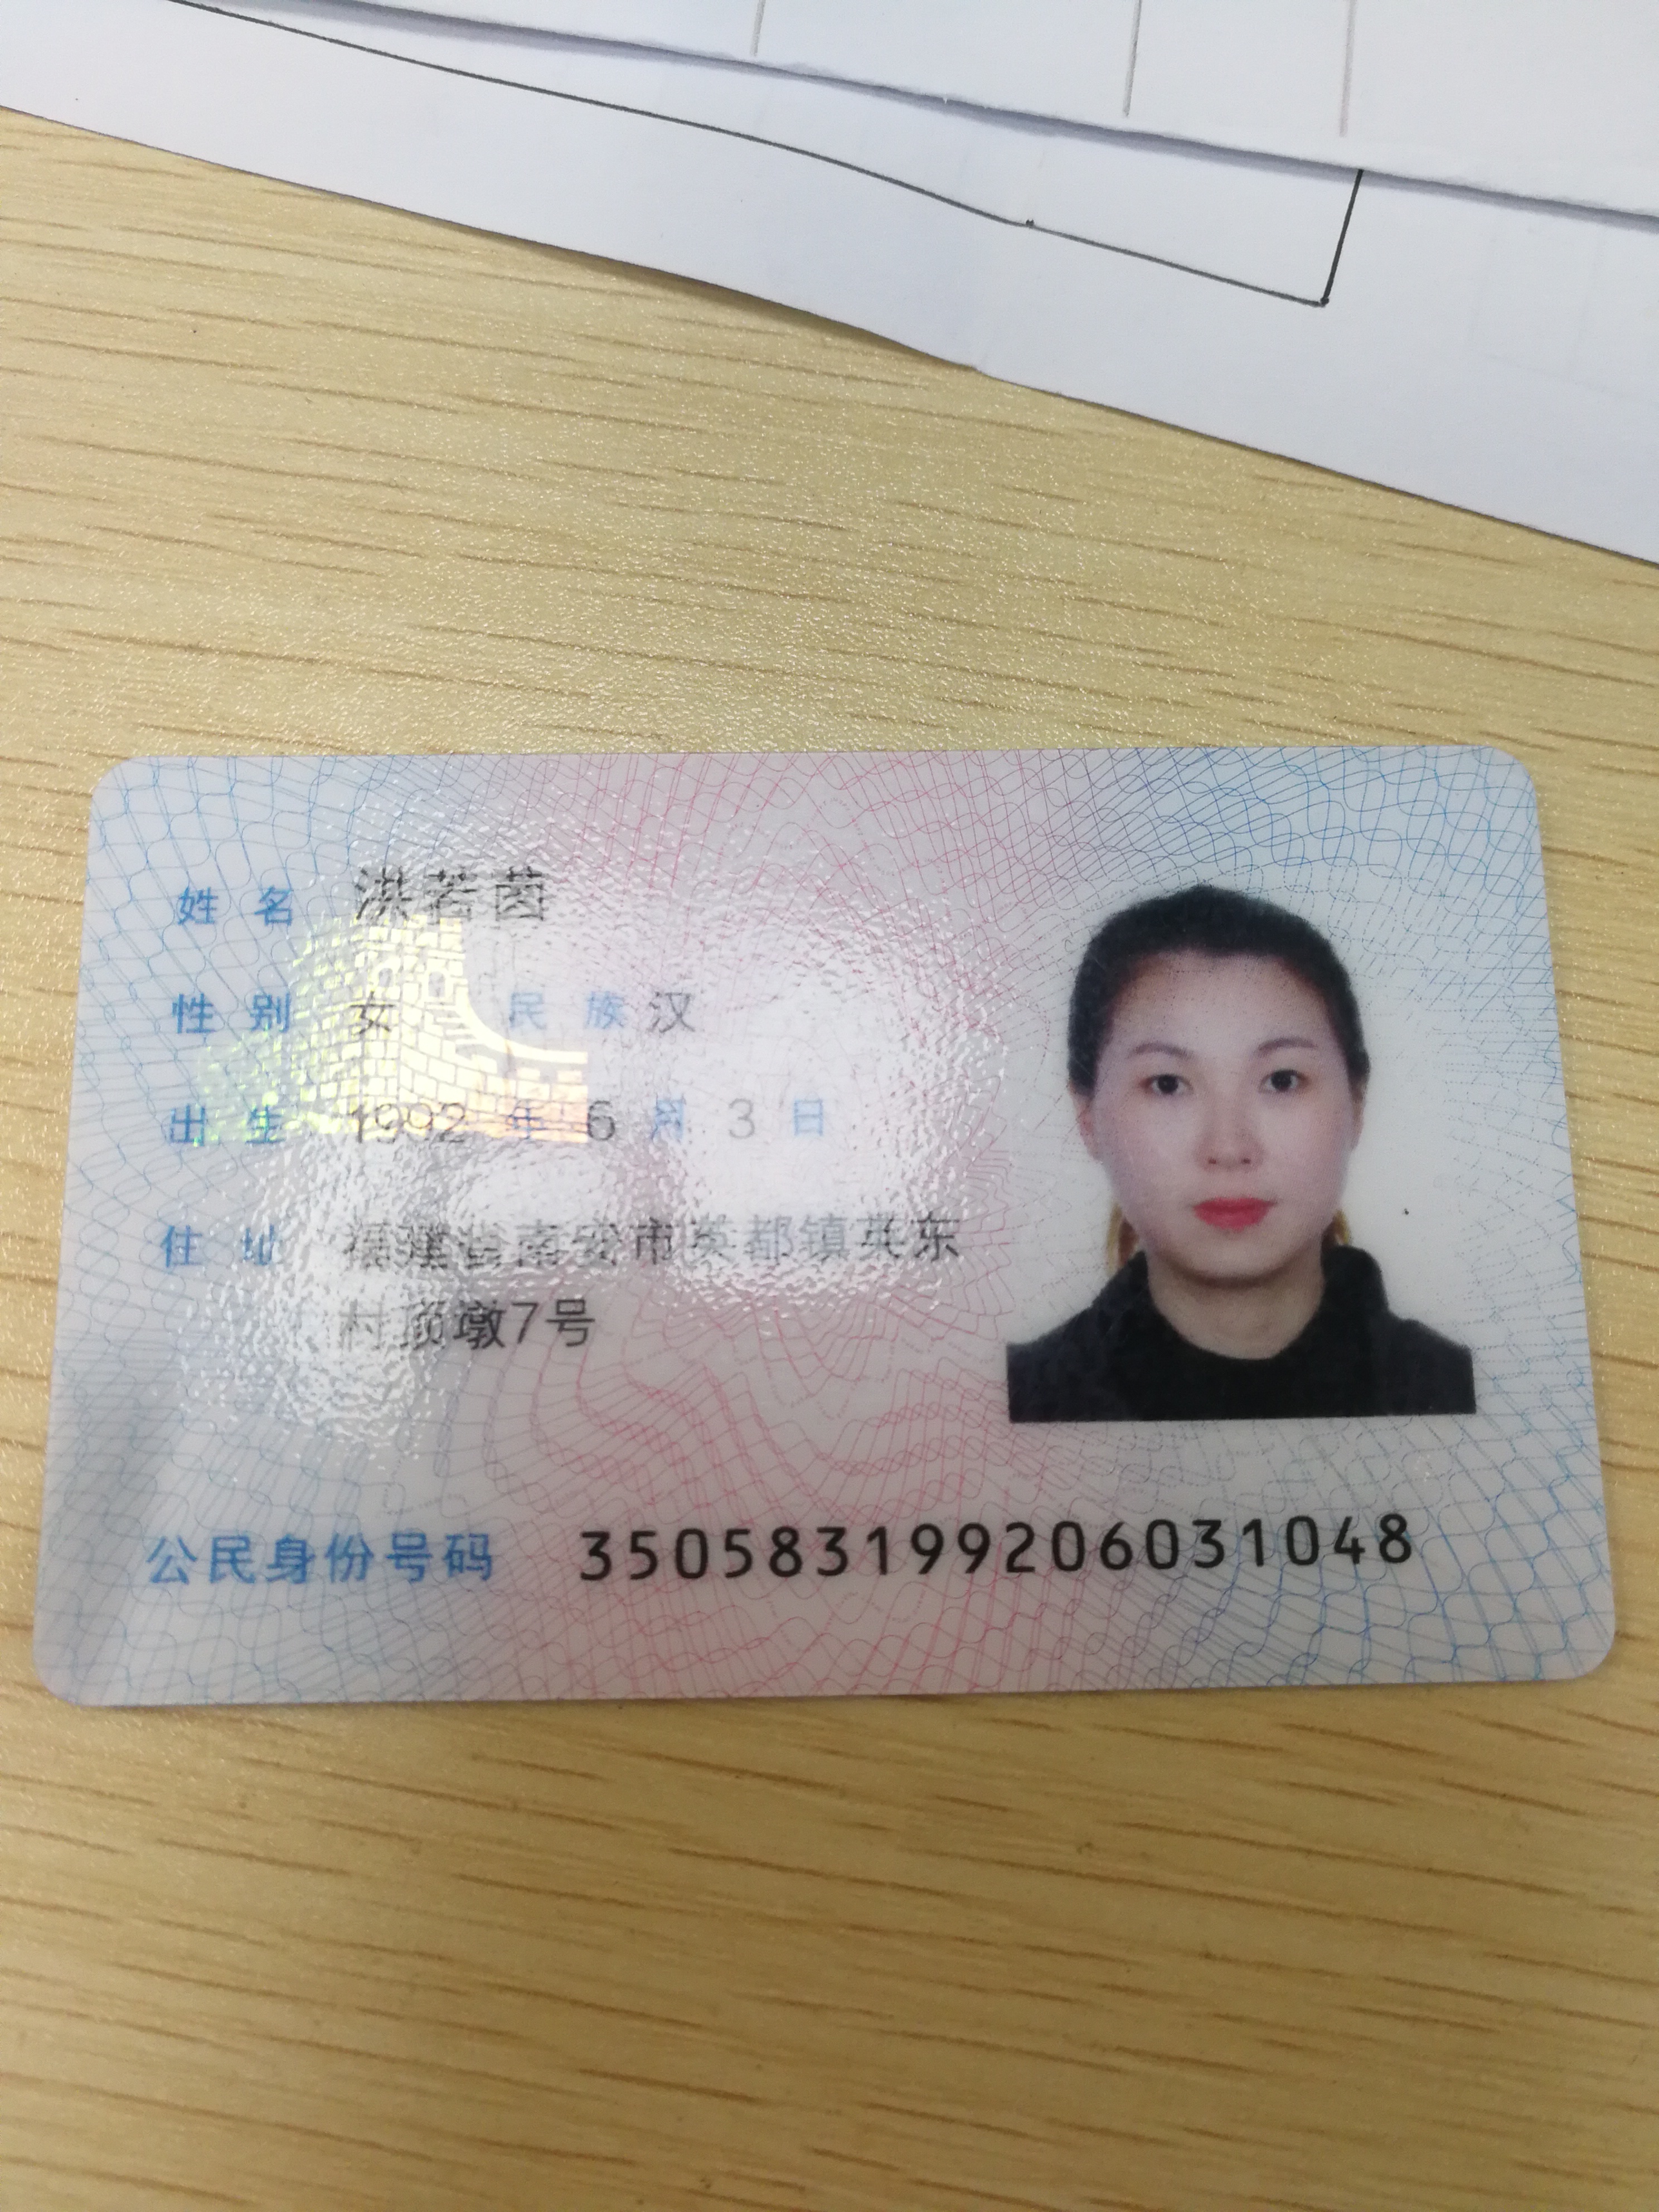 姓名 洪若茵
性别 女 民族 汉
出生 1992 年 6 月 3 日
住址 福建省南安市英都镇英东
村顶墩7号
公民身份号码 350583199206031048